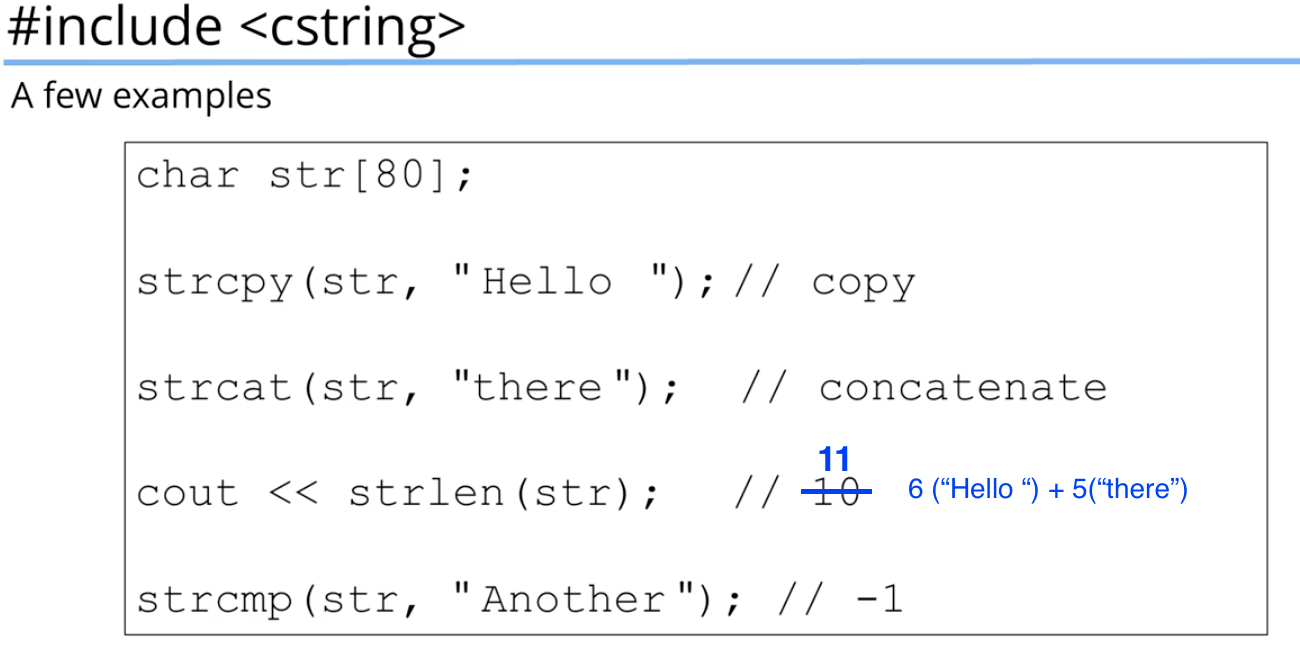 #include <cstring>
A few examples
char str[80];
strcpy(str, "Hello "); // copy
strcat(str, "there"); // concatenate
11
cout << strlen(str); // 10 6 (“Hello “) + 5(“there”)
strcmp(str, "Another"); // -1